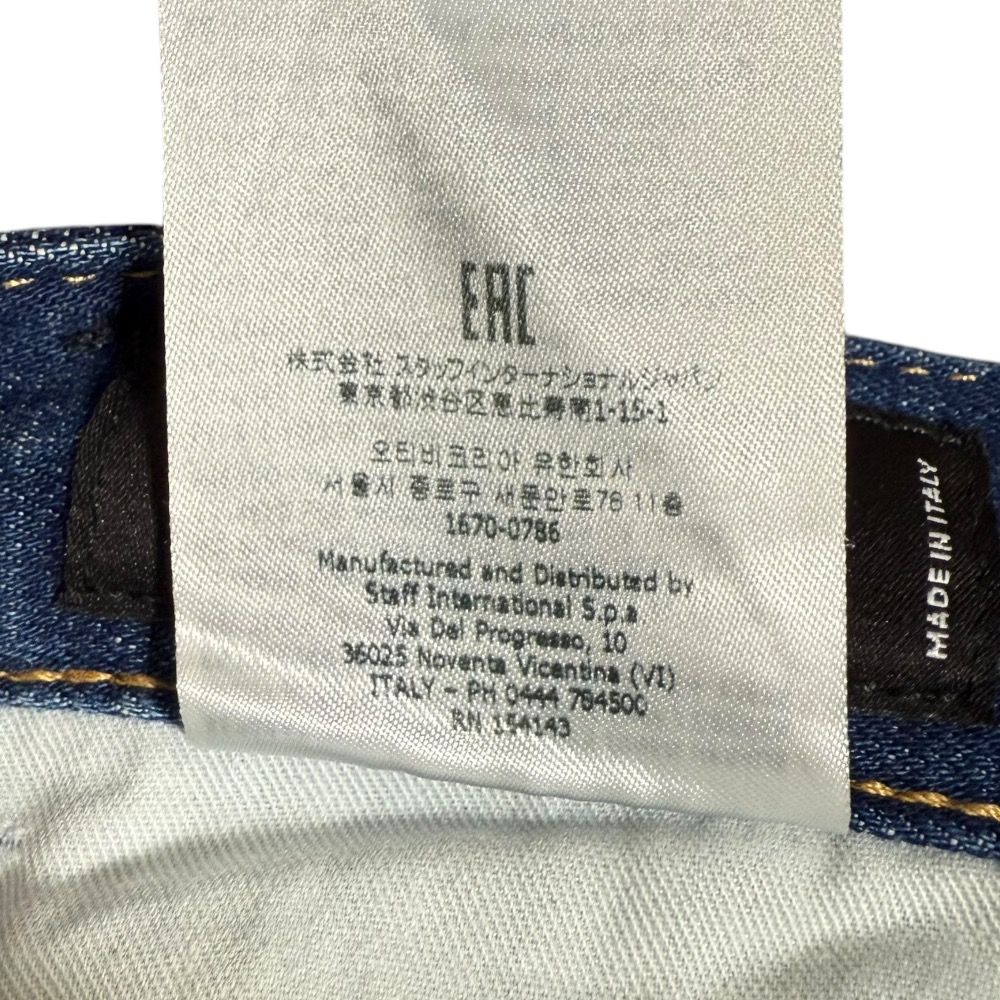 EAC
株式会社 スタッフインターナショナルジャパン
東京都渋谷区恵比寿南1-15-1
오티비코리아 유한회사
서울시 종로구 새문안로76 11층
1670-0786
Manufactured and Distributed by
Staff International S.p.a
Via Del Progresso, 10
36025 Noventa Vicentina (VI)
ITALY - PH 0444 784500
RN 154143
MADE IN ITALY